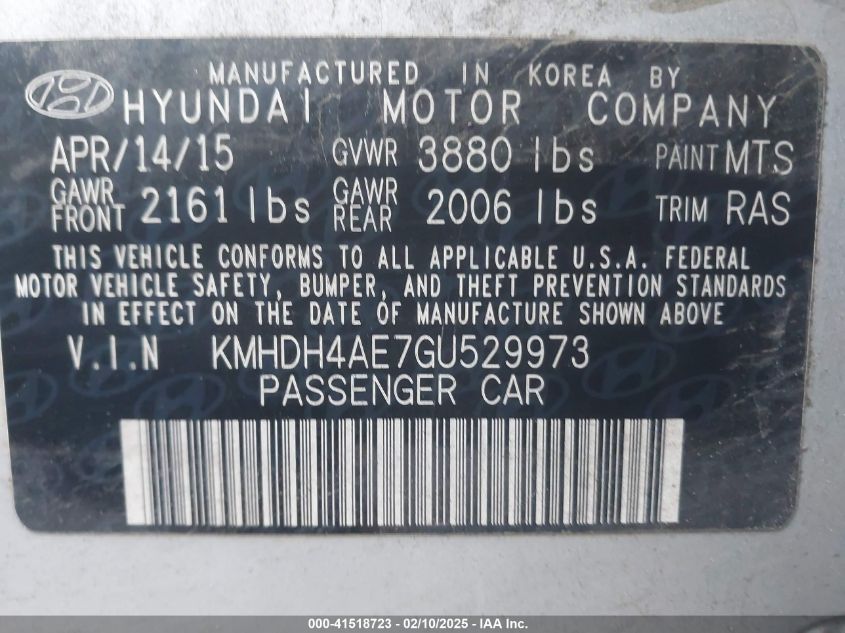 MANUFACTURED IN KOREA BY
HYUNDAI MOTOR COMPANY
APR/14/15 GVWR 3880 lbs PAINT MTS
GAWR FRONT 2161 lbs GAWR REAR 2006 lbs TRIM RAS
THIS VEHICLE CONFORMS TO ALL APPLICABLE U.S.A. FEDERAL
MOTOR VEHICLE SAFETY, BUMPER, AND THEFT PREVENTION STANDARDS
IN EFFECT ON THE DATE OF MANUFACTURE SHOWN ABOVE
V.I.N KMHDH4AE7GU529973
PASSENGER CAR
000-41518723 - 02/10/2025 - IAA Inc.